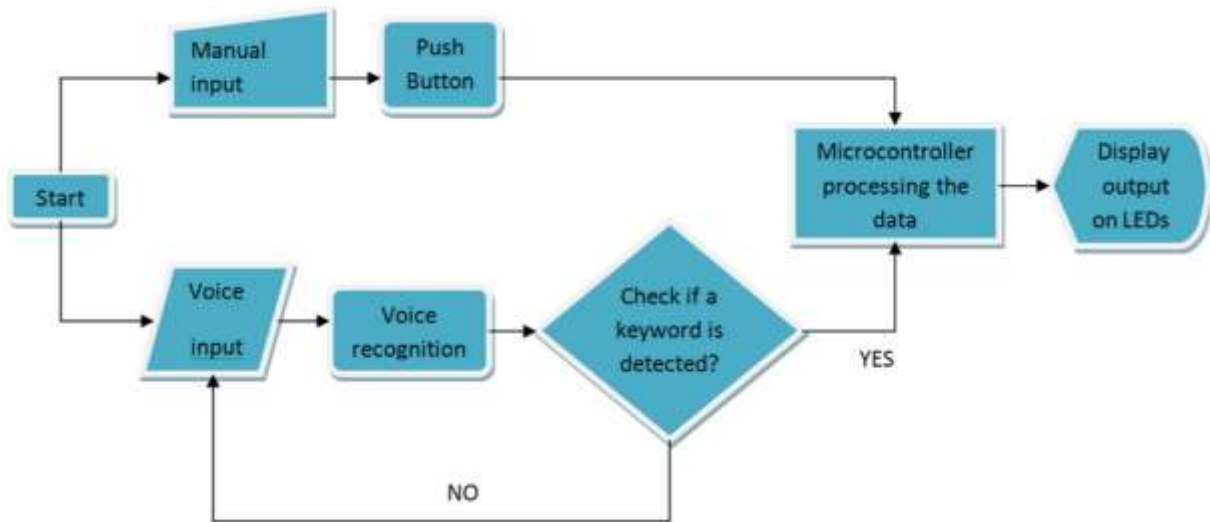 Manual
input
Push
Button
Start
Microcontroller
processing the
data
Display
output
on LEDs
Voice
input
Voice
recognition
Check if a
keyword is
detected?
YES
NO